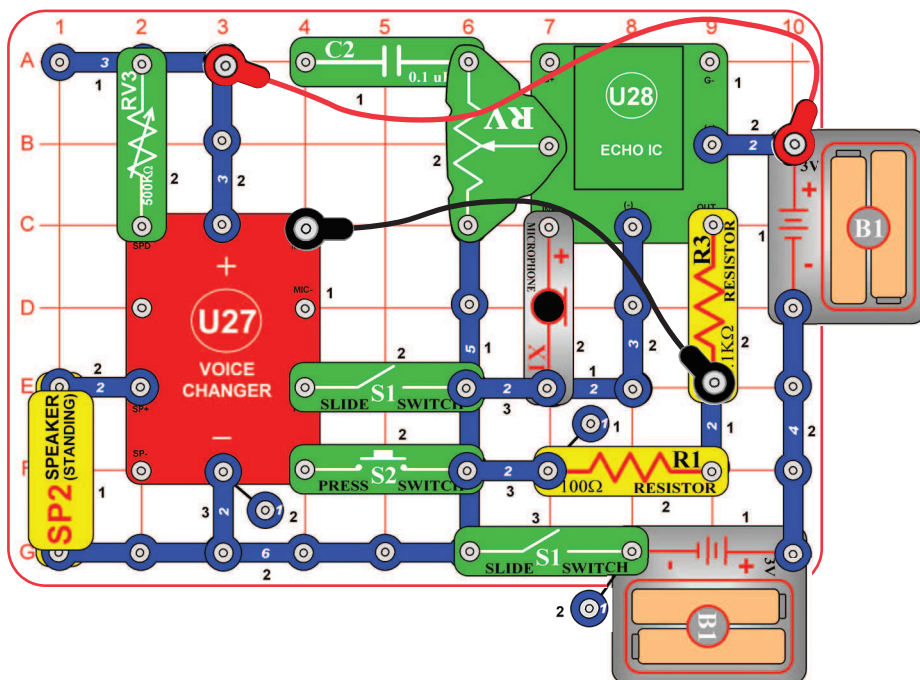 1 2 3 4 5 6 7 8 9 10
A
B
C
D
E
F
G
3
1
RV3
500KΩ
2
3
2
C2
0.1 u
1
RV
2
U28
ECHO IC
G-
1
2
2
3V
+
-
B1
1
SPD
+
U27
VOICE
CHANGER
–
MIC-
1
SP+
SP-
2
2
SP2
SPEAKER
(STANDING)
1
5
1
MICROPHONE
+
X1
2
(-)
3
2
OUT
R3
RESISTOR
1KΩ
2
2
S1
SLIDE SWITCH
2
3
1
2
2
S2
PRESS SWITCH
2
3
1
1
100Ω
R1
RESISTOR
2
2
1
4
2
3
2
1
2
6
2
3
S1
SLIDE SWITCH
2
1
1
- +
3V
B1